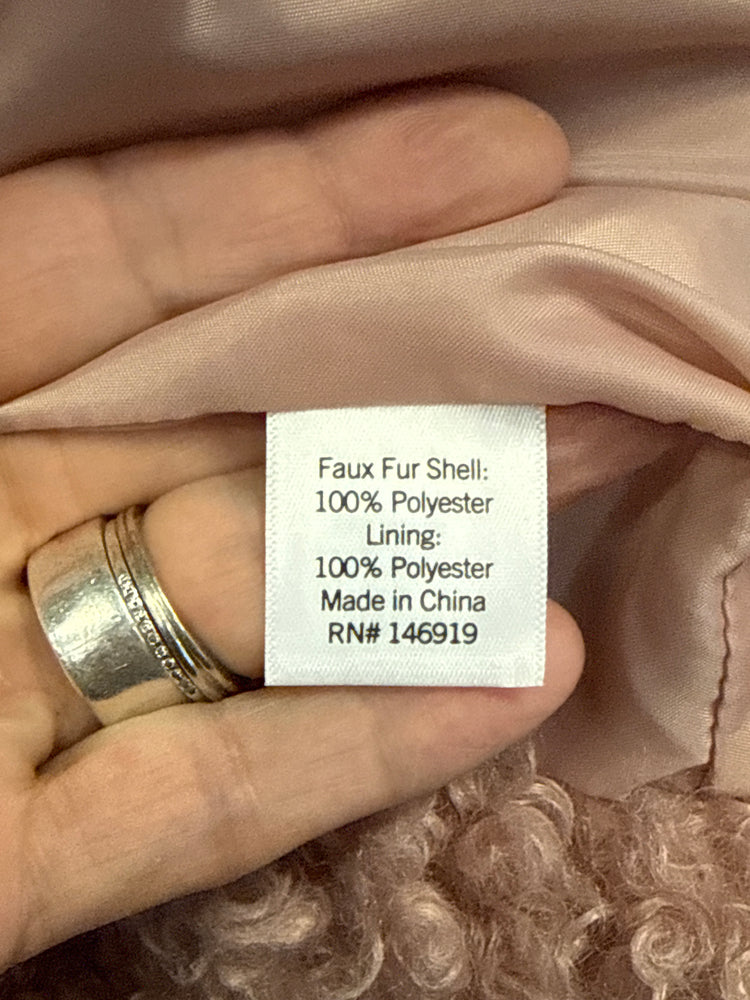 Faux Fur Shell:
100% Polyester
Lining:
100% Polyester
Made in China
RN# 146919